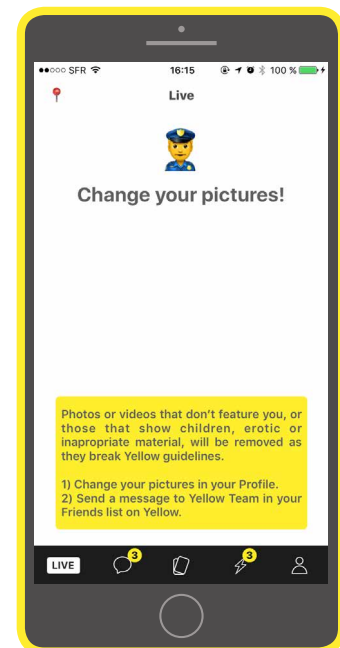 SFR 16:15 100 %
Live
Change your pictures!
Photos or videos that don't feature you, or
those that show children, erotic or
inapropriate material, will be removed as
they break Yellow guidelines.
1) Change your pictures in your Profile.
2) Send a message to Yellow Team in your
Friends list on Yellow.
LIVE 3 3